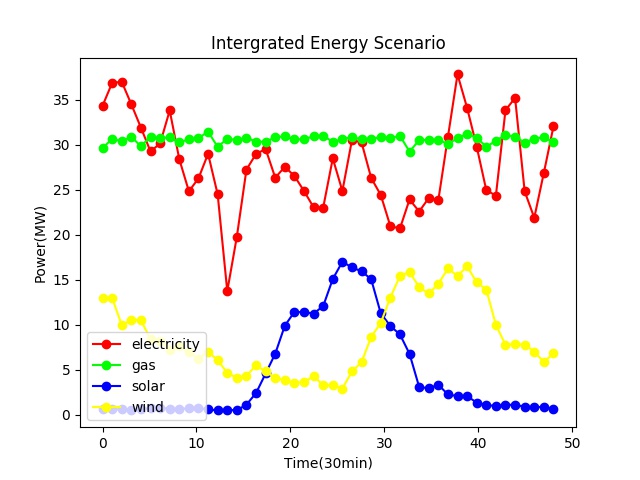 Intergrated Energy Scenario
Power(MW)
35
30
25
20
15
10
5
0
electricity
gas
solar
wind
0 10 20 30 40 50
Time(30min)